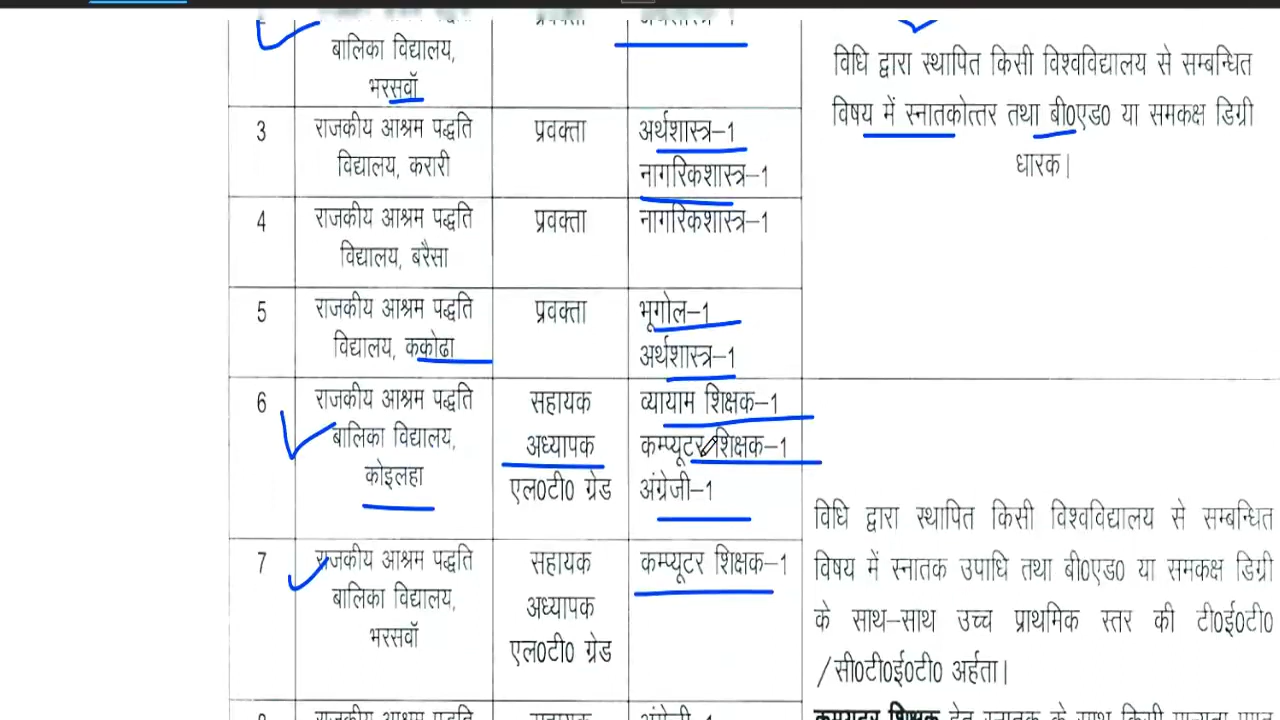 बालिका विद्यालय,
भरसवॉ
विधि द्वारा स्थापित किसी विश्वविद्यालय से सम्बन्धित
विषय में स्नातकोत्तर तथा बी0एड0 या समकक्ष डिग्री
धारक।
3 राजकीय आश्रम पद्धति प्रवक्ता अर्थशास्त्र–1
विद्यालय, करारी नागरिकशास्त्र–1
4 राजकीय आश्रम पद्धति प्रवक्ता नागरिकशास्त्र–1
विद्यालय, बरैसा
5 राजकीय आश्रम पद्धति प्रवक्ता भूगोल–1
विद्यालय, ककोढा अर्थशास्त्र–1
6 राजकीय आश्रम पद्धति सहायक व्यायाम शिक्षक–1
बालिका विद्यालय, अध्यापक कम्प्यूटर शिक्षक–1
कोइलहा एल0टी0 ग्रेड अंग्रेजी–1
7 राजकीय आश्रम पद्धति सहायक कम्प्यूटर शिक्षक–1
बालिका विद्यालय, अध्यापक
भरसवॉ एल0टी0 ग्रेड
विधि द्वारा स्थापित किसी विश्वविद्यालय से सम्बन्धित
विषय में स्नातक उपाधि तथा बी0एड0 या समकक्ष डिग्री
के साथ–साथ उच्च प्राथमिक स्तर की टी0ई0टी0
/सी0टी0ई0टी0 अर्हता।